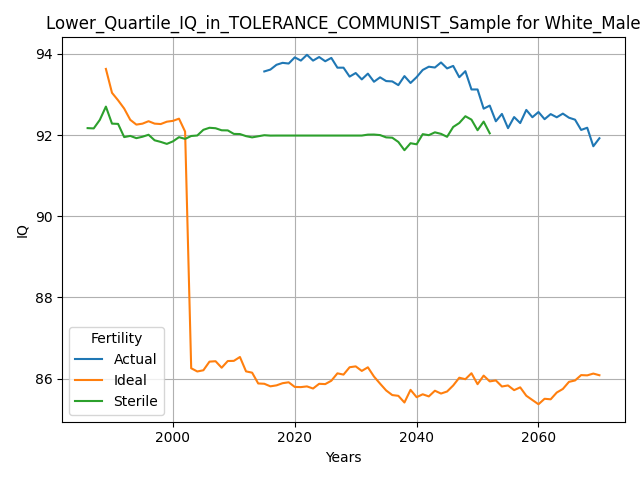 Lower_Quartile_IQ_in_TOLERANCE_COMMUNIST_Sample for White_Male
94
92
90
88
86
IQ
Fertility
Actual
Ideal
Sterile
2000
2020
2040
2060
Years